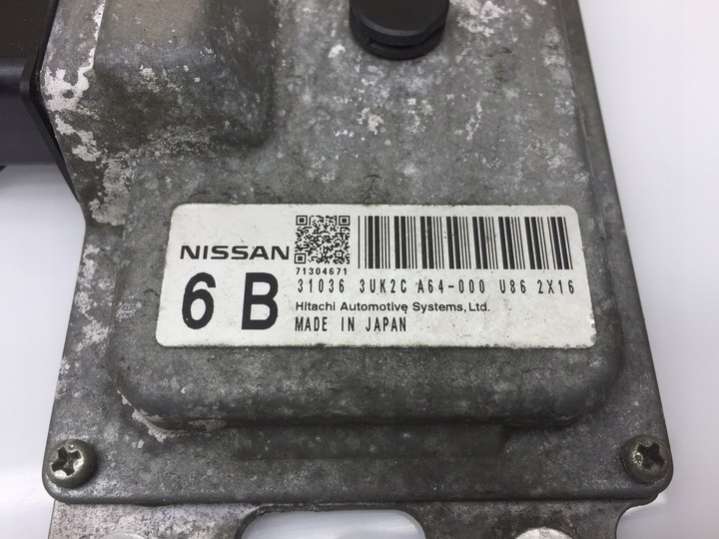 NISSAN
71304671
6 B
31036 3UK2C A64-000 U86 2X16
Hitachi Automotive Systems, Ltd.
MADE IN JAPAN